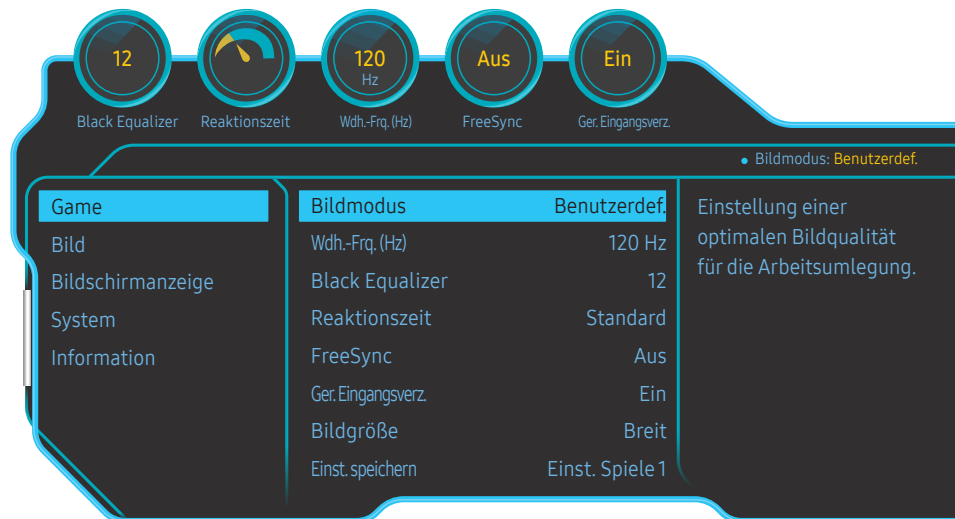 12
120
Hz
Aus
Ein
Black Equalizer
Reaktionszeit
Wdh.-Frq. (Hz)
FreeSync
Ger. Eingangsverz.
• Bildmodus: Benutzerdef.
Game
Bild
Bildschirmanzeige
System
Information
Bildmodus Benutzerdef.
Wdh.-Frq. (Hz) 120 Hz
Black Equalizer 12
Reaktionszeit Standard
FreeSync Aus
Ger. Eingangsverz. Ein
Bildgröße Breit
Einst. speichern Einst. Spiele 1
Einstellung einer
optimalen Bildqualität
für die Arbeitsumlegung.